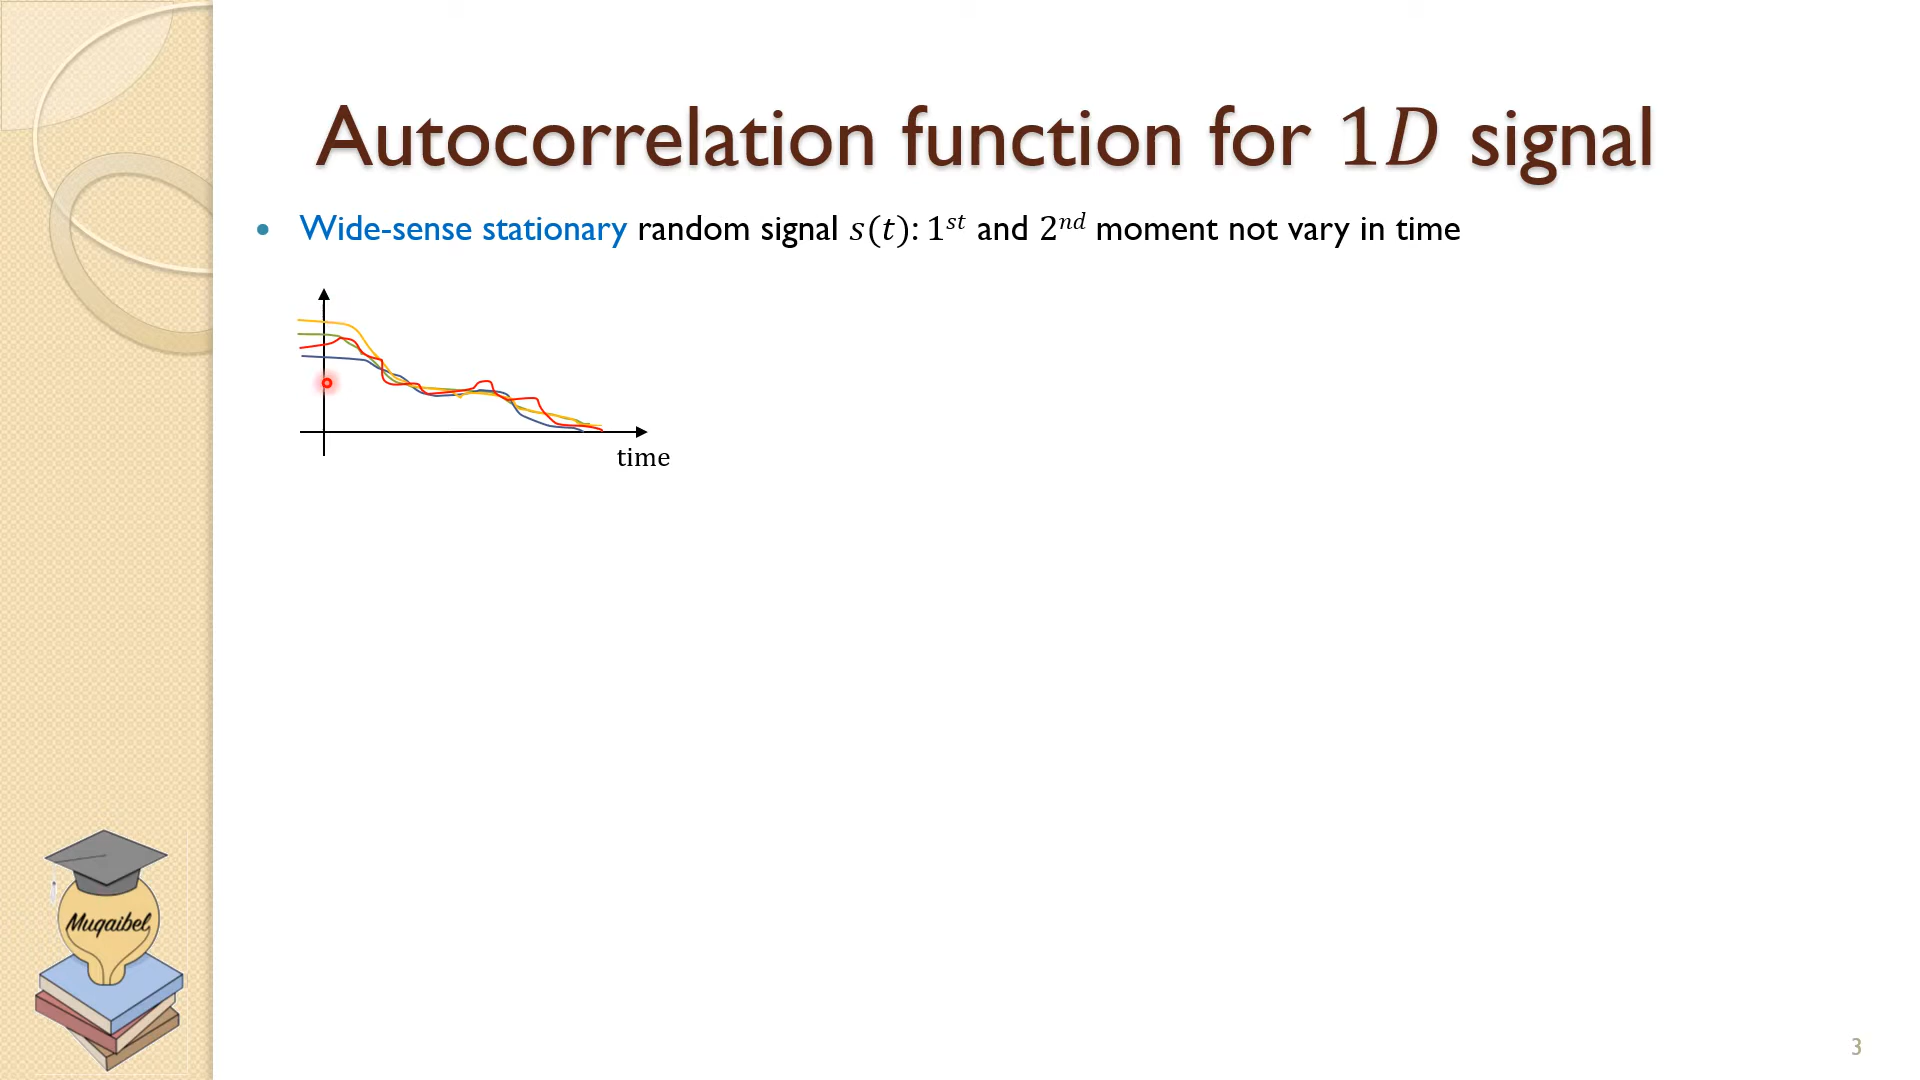 Autocorrelation function for 1D signal
• Wide-sense stationary random signal s(t): 1st and 2nd moment not vary in time
time
Muqaibel
3